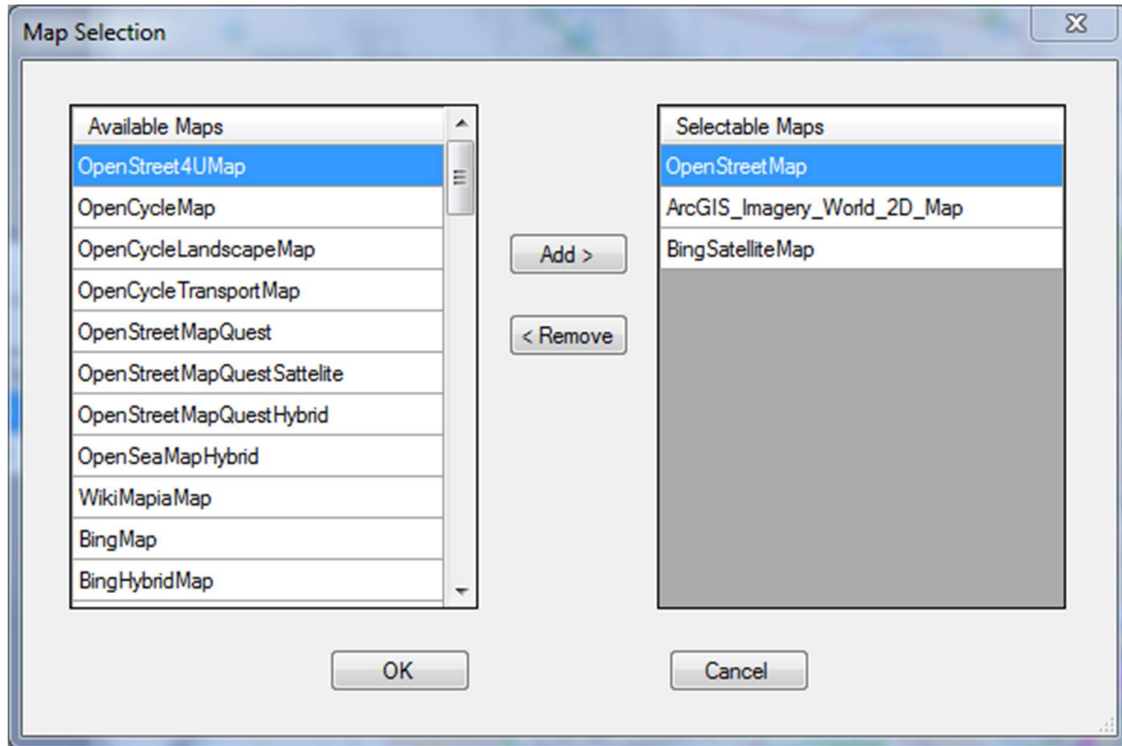 Map Selection
Available Maps
OpenStreet4UMap
OpenCycleMap
OpenCycleLandscapeMap
OpenCycleTransportMap
OpenStreetMapQuest
OpenStreetMapQuestSattelite
OpenStreetMapQuestHybrid
OpenSeaMapHybrid
WikiMapiaMap
BingMap
BingHybridMap
Add >
< Remove
Selectable Maps
OpenStreetMap
ArcGIS_Imagery_World_2D_Map
BingSatelliteMap
OK
Cancel